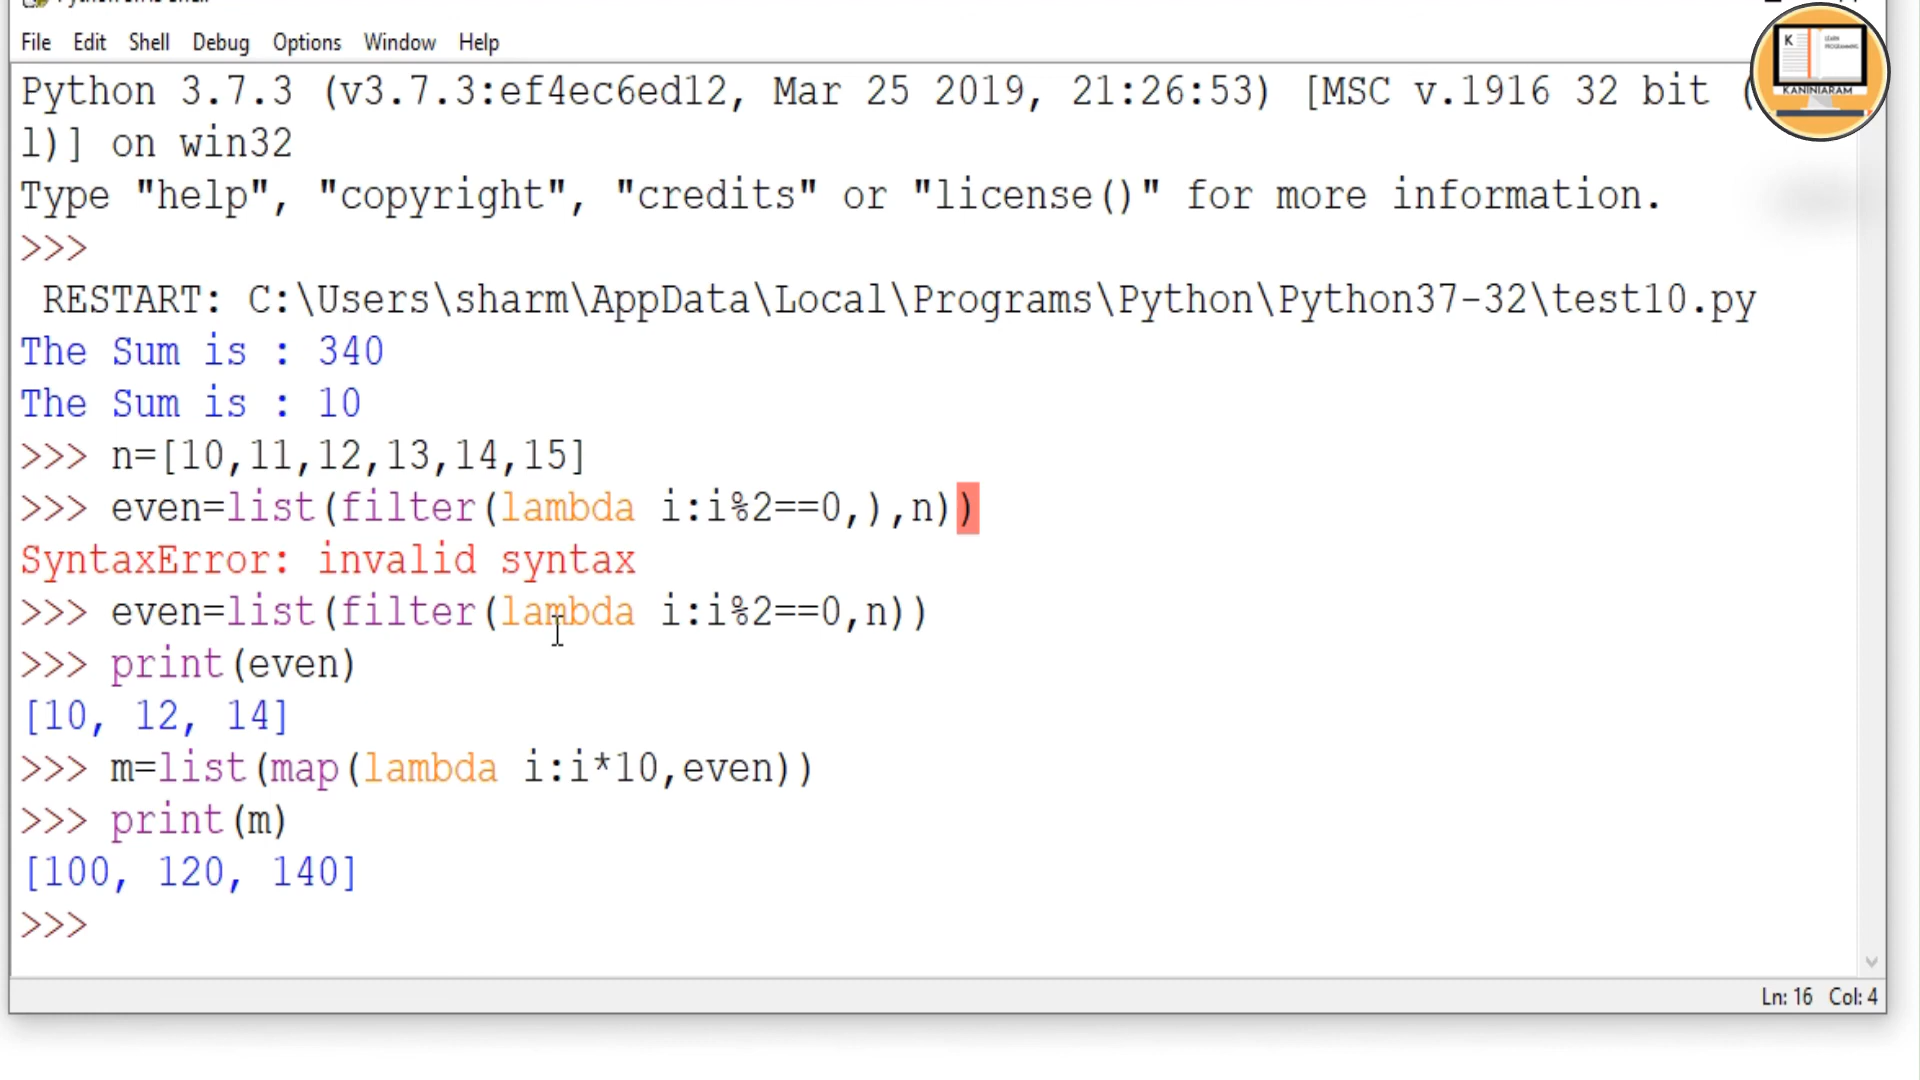 File Edit Shell Debug Options Window Help
Python 3.7.3 (v3.7.3:ef4ec6ed12, Mar 25 2019, 21:26:53) [MSC v.1916 32 bit (
l)] on win32
Type "help", "copyright", "credits" or "license()" for more information.
>>>
RESTART: C:\Users\sharm\AppData\Local\Programs\Python\Python37-32\test10.py
The Sum is : 340
The Sum is : 10
>>> n=[10,11,12,13,14,15]
>>> even=list(filter(lambda i:i%2==0,),n))
SyntaxError: invalid syntax
>>> even=list(filter(lambda i:i%2==0,n))
>>> print(even)
[10, 12, 14]
>>> m=list(map(lambda i:i*10,even))
>>> print(m)
[100, 120, 140]
>>>
Ln: 16 Col: 4
K
LEARN
PROGRAMMING
KANINIARAM